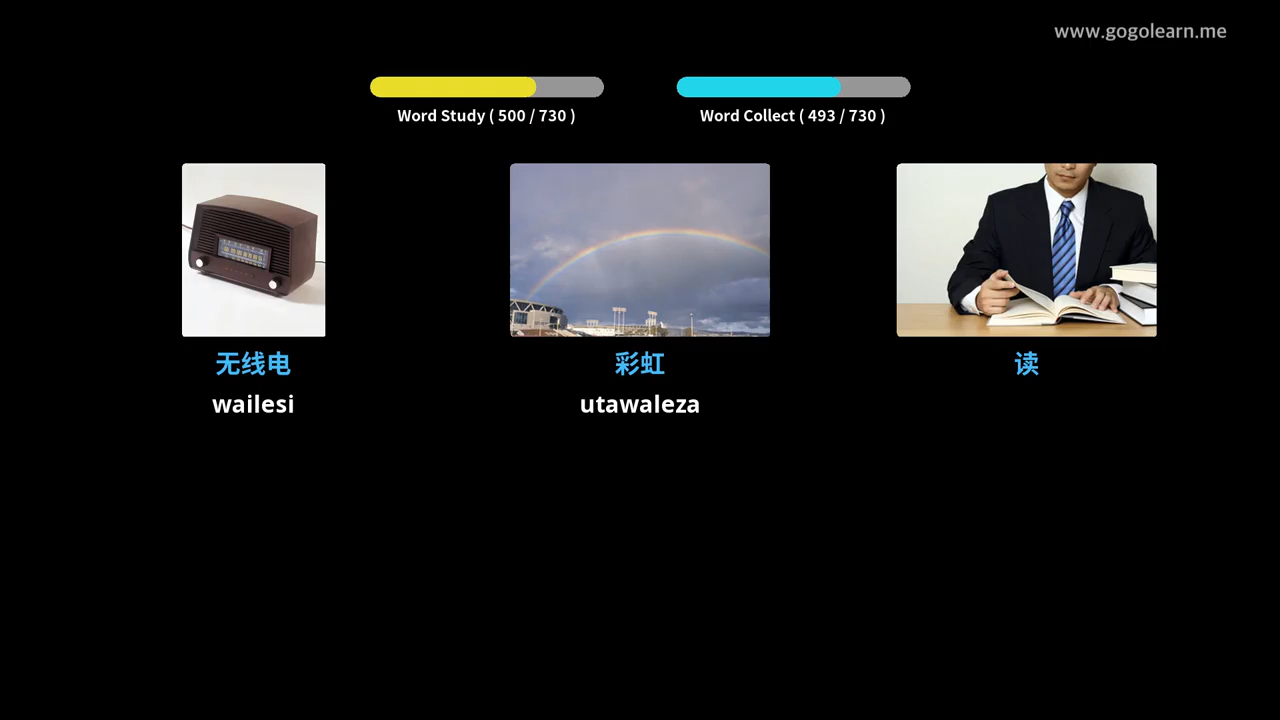 www.gogolearn.me
Word Study ( 500 / 730 )
Word Collect ( 493 / 730 )
无线电
彩虹
读
wailesi
utawaleza